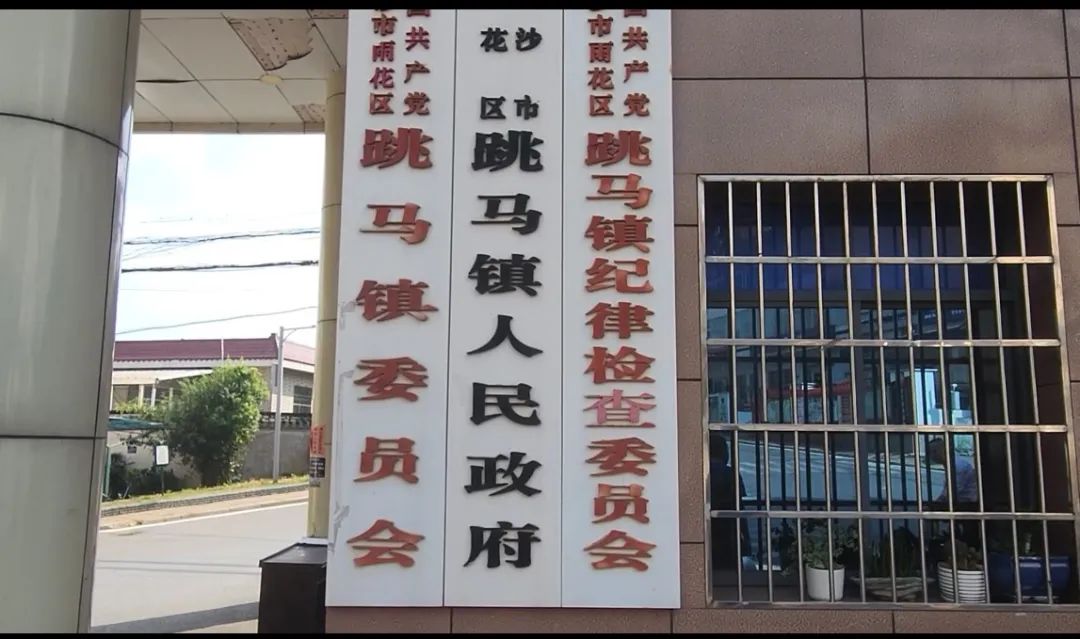 共产党
市雨花区
跳马镇委员会
沙市
花区
跳马镇人民政府
共产党
市雨花区
跳马镇纪律检查委员会